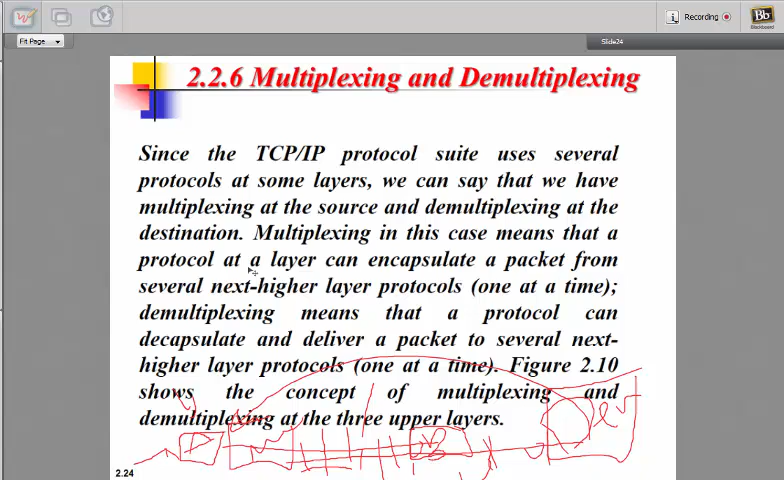 Recording
Bb
Blackboard
Fit Page
Slide24
2.2.6 Multiplexing and Demultiplexing
Since the TCP/IP protocol suite uses several
protocols at some layers, we can say that we have
multiplexing at the source and demultiplexing at the
destination. Multiplexing in this case means that a
protocol at a layer can encapsulate a packet from
several next-higher layer protocols (one at a time);
demultiplexing means that a protocol can
decapsulate and deliver a packet to several next-
higher layer protocols (one at a time). Figure 2.10
shows the concept of multiplexing and
demultiplexing at the three upper layers.
2.24